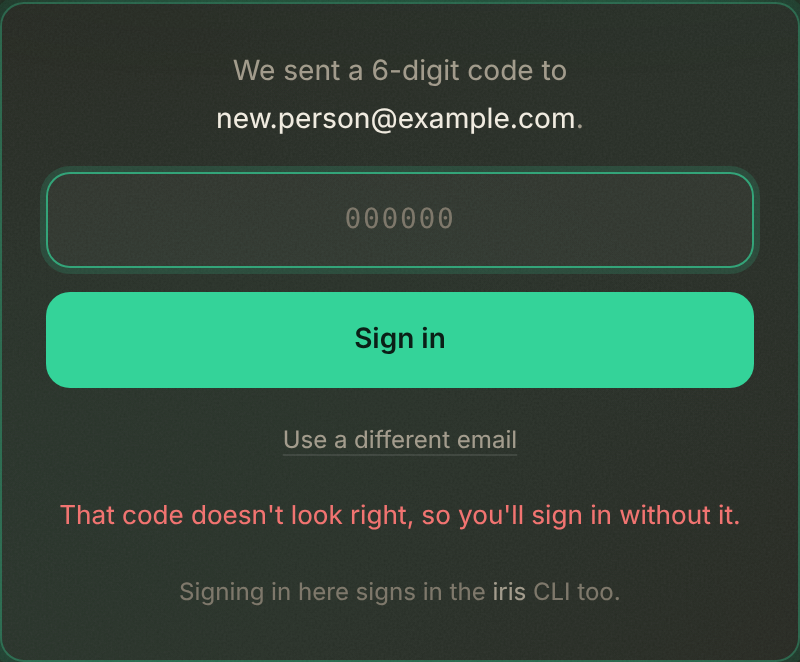 We sent a 6-digit code to
new.person@example.com.
000000
Sign in
Use a different email
That code doesn't look right, so you'll sign in without it.
Signing in here signs in the iris CLI too.